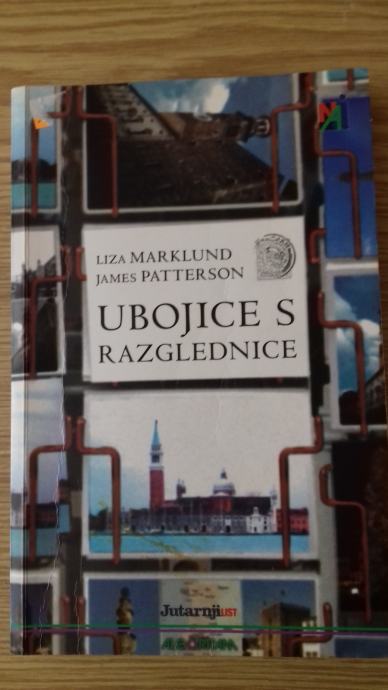 LIZA MARKLUND
JAMES PATTERSON
UBOJICE S
RAZGLEDNICE
Jutarnji LIST